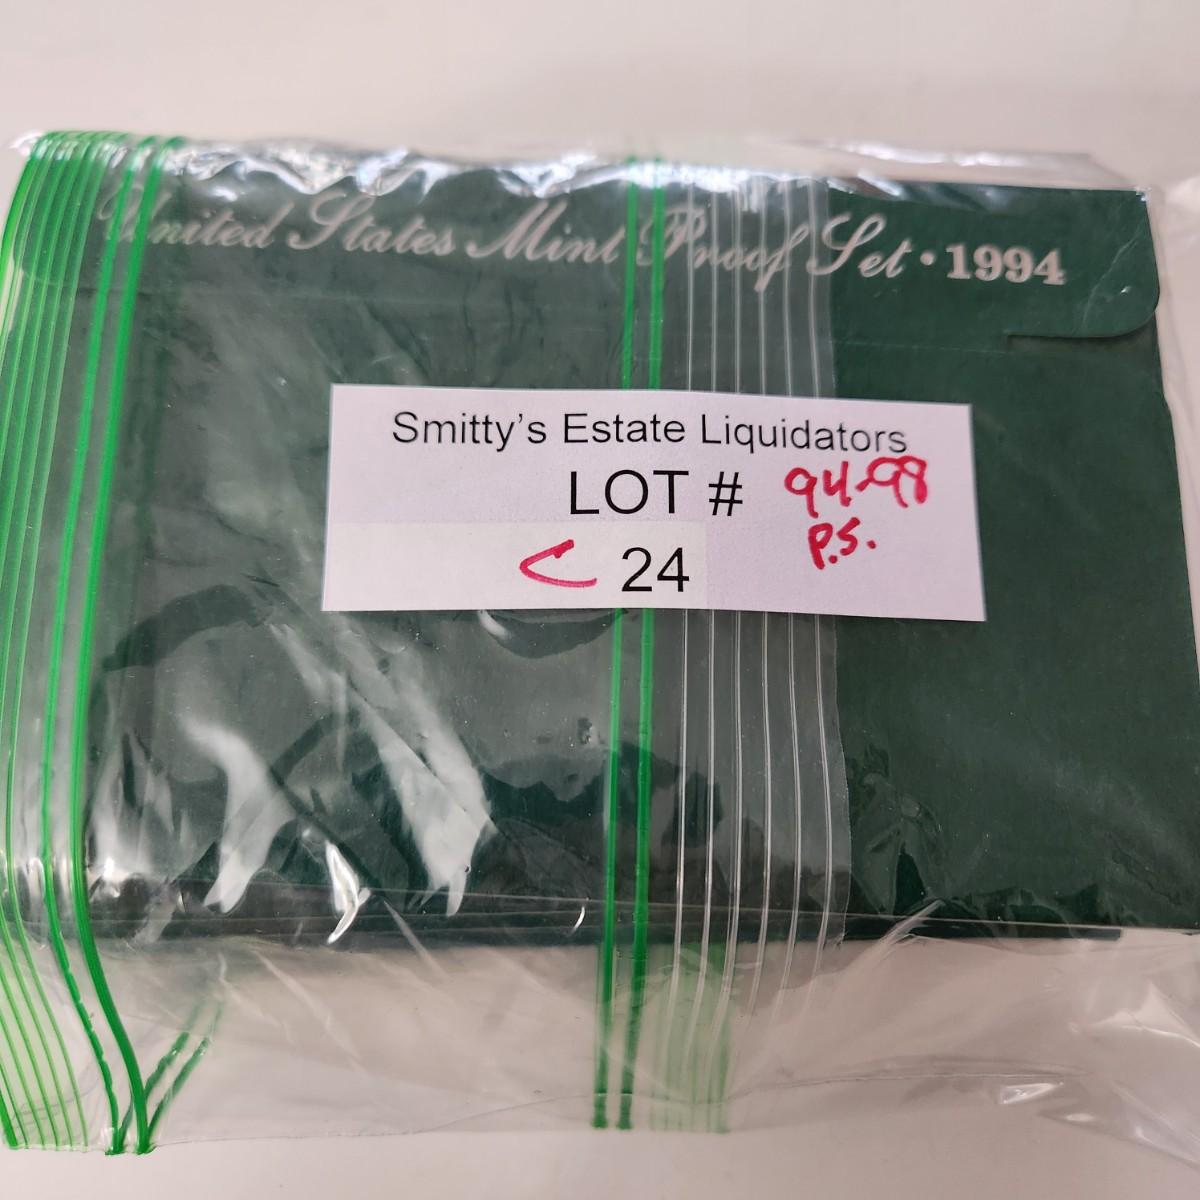 United States Mint Proof Set • 1994
Smitty's Estate Liquidators
LOT # 94-98
P.S.
C 24